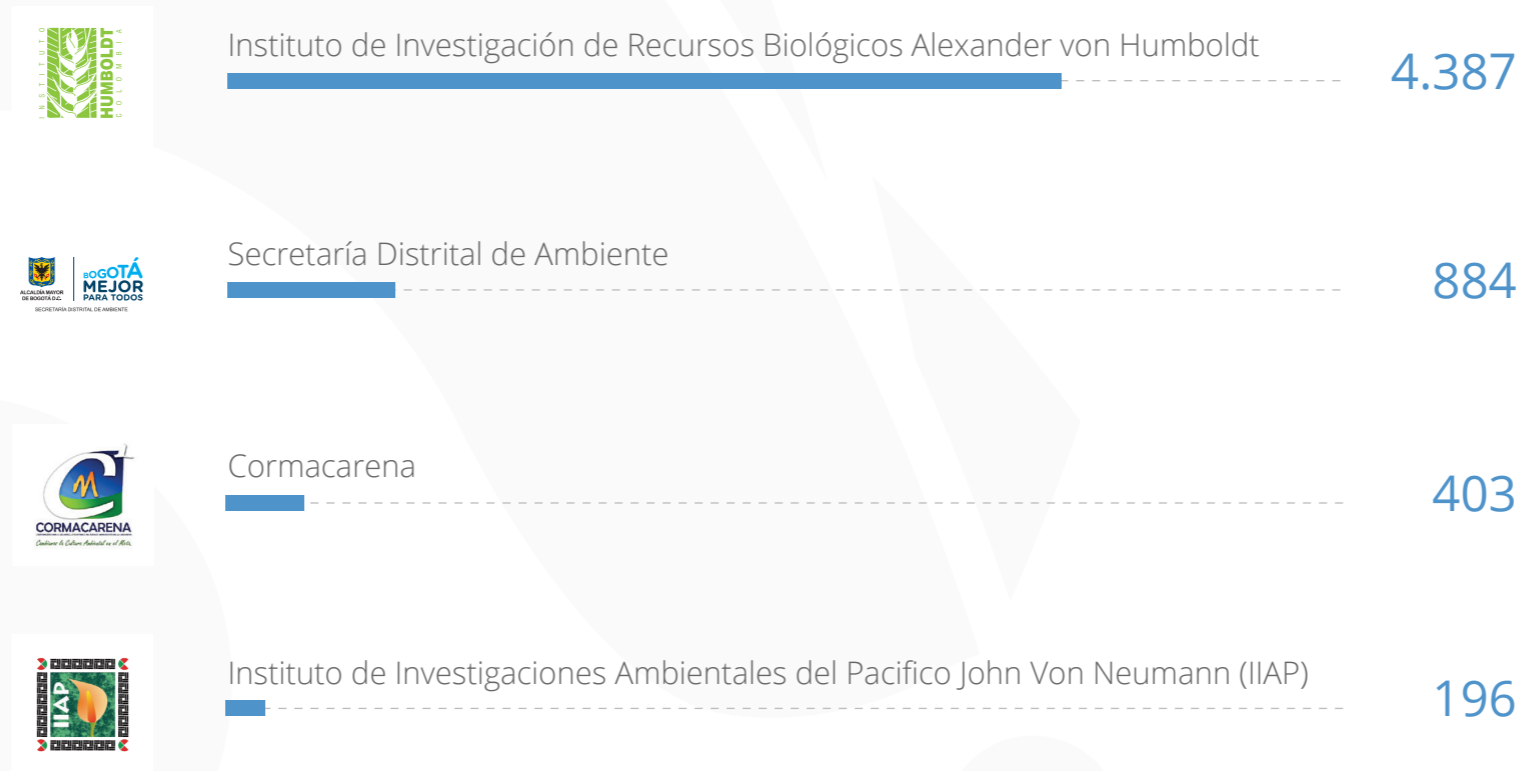 INSTITUTO
HUMBOLDT
COLOMBIA
Instituto de Investigación de Recursos Biológicos Alexander von Humboldt
4.387
ALCALDÍA MAYOR
DE BOGOTÁ D.C.
BOGOTÁ
MEJOR
PARA TODOS
SECRETARÍA DISTRITAL DE AMBIENTE
Secretaría Distrital de Ambiente
884
CORMACARENA
Cormacarena
403
IIAP
Instituto de Investigaciones Ambientales del Pacifico John Von Neumann (IIAP)
196